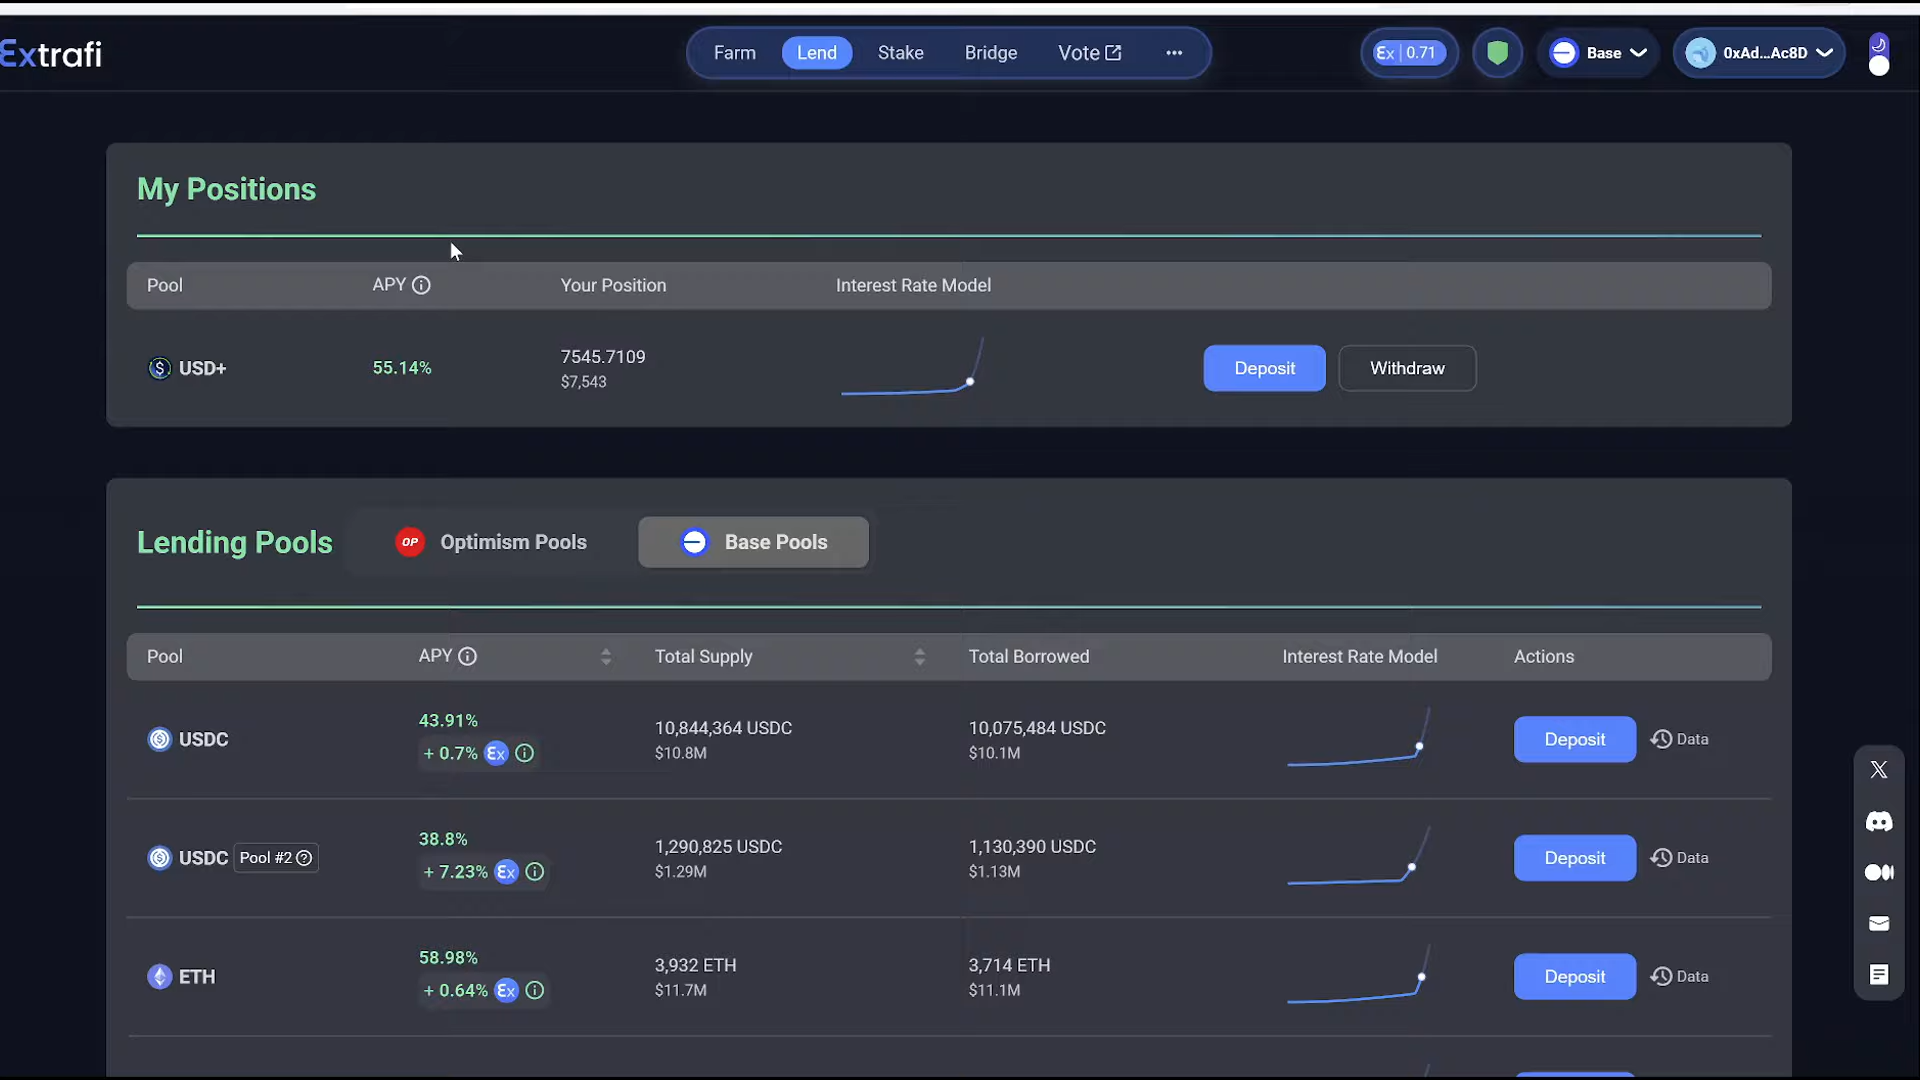 Extrafi
Farm Lend Stake Bridge Vote ···
Ex | 0.71 Base 0xAd...Ac8D
My Positions
Pool APY Your Position Interest Rate Model
USD+ 55.14% 7545.7109 Deposit Withdraw
$7,543
Lending Pools OP Optimism Pools Base Pools
Pool APY Total Supply Total Borrowed Interest Rate Model Actions
USDC 43.91% 10,844,364 USDC 10,075,484 USDC Deposit Data
+ 0.7% Ex $10.8M $10.1M
USDC Pool #2 38.8% 1,290,825 USDC 1,130,390 USDC Deposit Data
+ 7.23% Ex $1.29M $1.13M
ETH 58.98% 3,932 ETH 3,714 ETH Deposit Data
+ 0.64% Ex $11.7M $11.1M